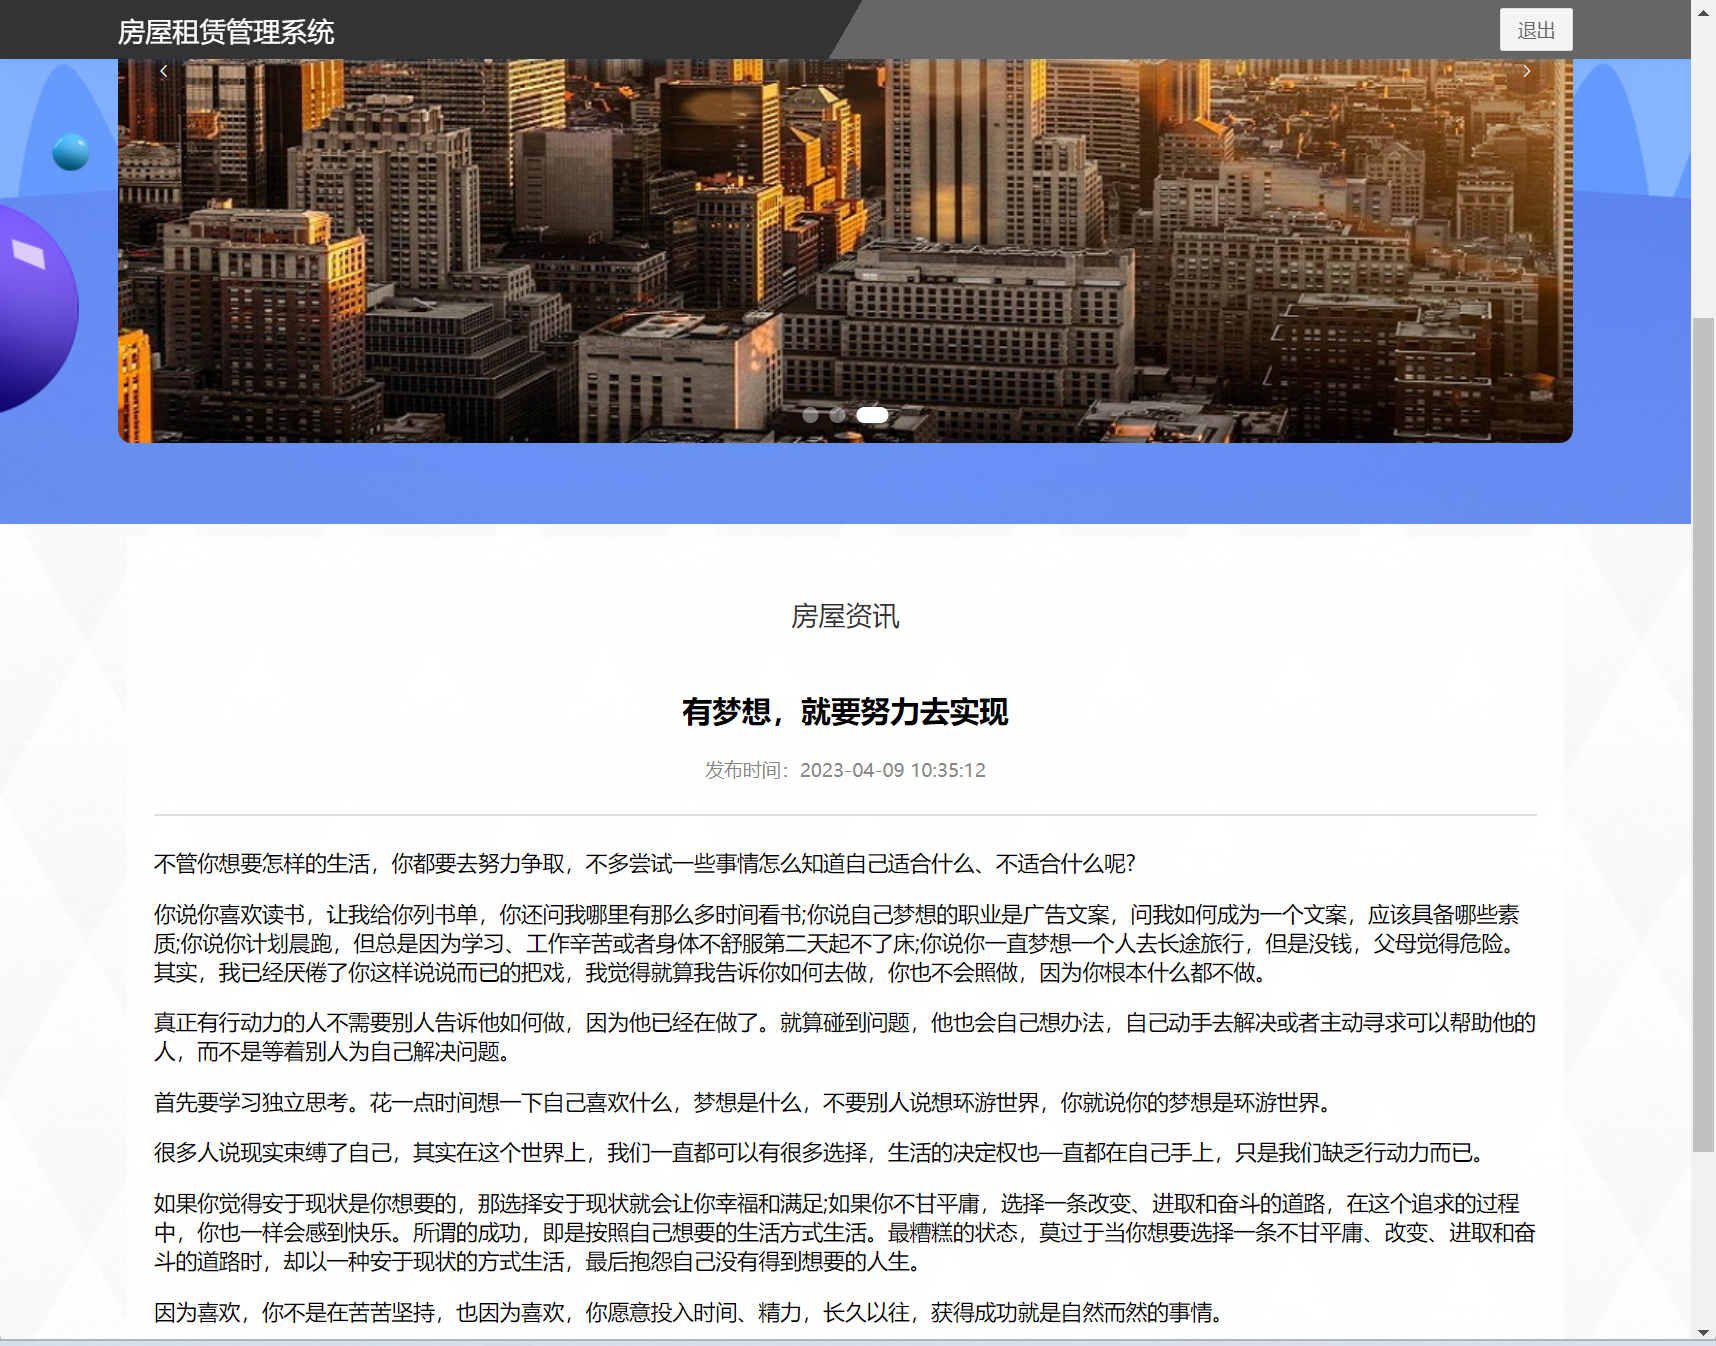 房屋租赁管理系统
退出
房屋资讯
有梦想，就要努力去实现
发布时间：2023-04-09 10:35:12
不管你想要怎样的生活，你都要去努力争取，不多尝试一些事情怎么知道自己适合什么、不适合什么呢?
你说你喜欢读书，让我给你列书单，你还问我哪里有那么多时间看书;你说自己梦想的职业是广告文案，问我如何成为一个文案，应该具备哪些素
质;你说你计划晨跑，但总是因为学习、工作辛苦或者身体不舒服第二天起不了床;你说你一直梦想一个人去长途旅行，但是没钱，父母觉得危险。
其实，我已经厌倦了你这样说说而已的把戏，我觉得就算我告诉你如何去做，你也不会照做，因为你根本什么都不做。
真正有行动力的人不需要别人告诉他如何做，因为他已经在做了。就算碰到问题，他也会自己想办法，自己动手去解决或者主动寻求可以帮助他的
人，而不是等着别人为自己解决问题。
首先要学习独立思考。花一点时间想一下自己喜欢什么，梦想是什么，不要别人说想环游世界，你就说你的梦想是环游世界。
很多人说现实束缚了自己，其实在这个世界上，我们一直都可以有很多选择，生活的决定权也—直都在自己手上，只是我们缺乏行动力而已。
如果你觉得安于现状是你想要的，那选择安于现状就会让你幸福和满足;如果你不甘平庸，选择一条改变、进取和奋斗的道路，在这个追求的过程
中，你也一样会感到快乐。所谓的成功，即是按照自己想要的生活方式生活。最糟糕的状态，莫过于当你想要选择一条不甘平庸、改变、进取和奋
斗的道路时，却以一种安于现状的方式生活，最后抱怨自己没有得到想要的人生。
因为喜欢，你不是在苦苦坚持，也因为喜欢，你愿意投入时间、精力，长久以往，获得成功就是自然而然的事情。